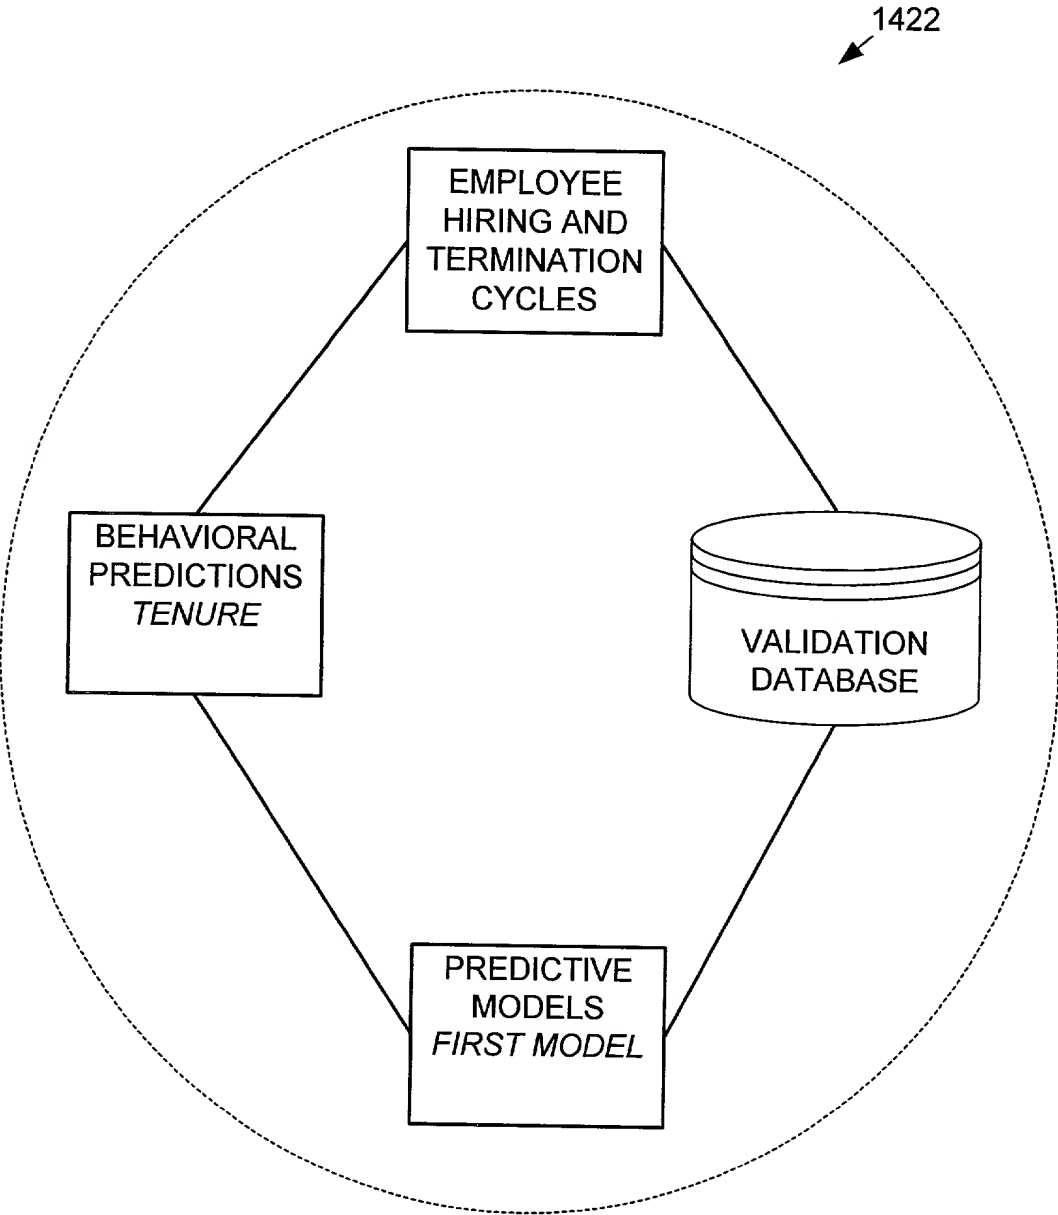 1422
EMPLOYEE
HIRING AND
TERMINATION
CYCLES
BEHAVIORAL
PREDICTIONS
TENURE
VALIDATION
DATABASE
PREDICTIVE
MODELS
FIRST MODEL